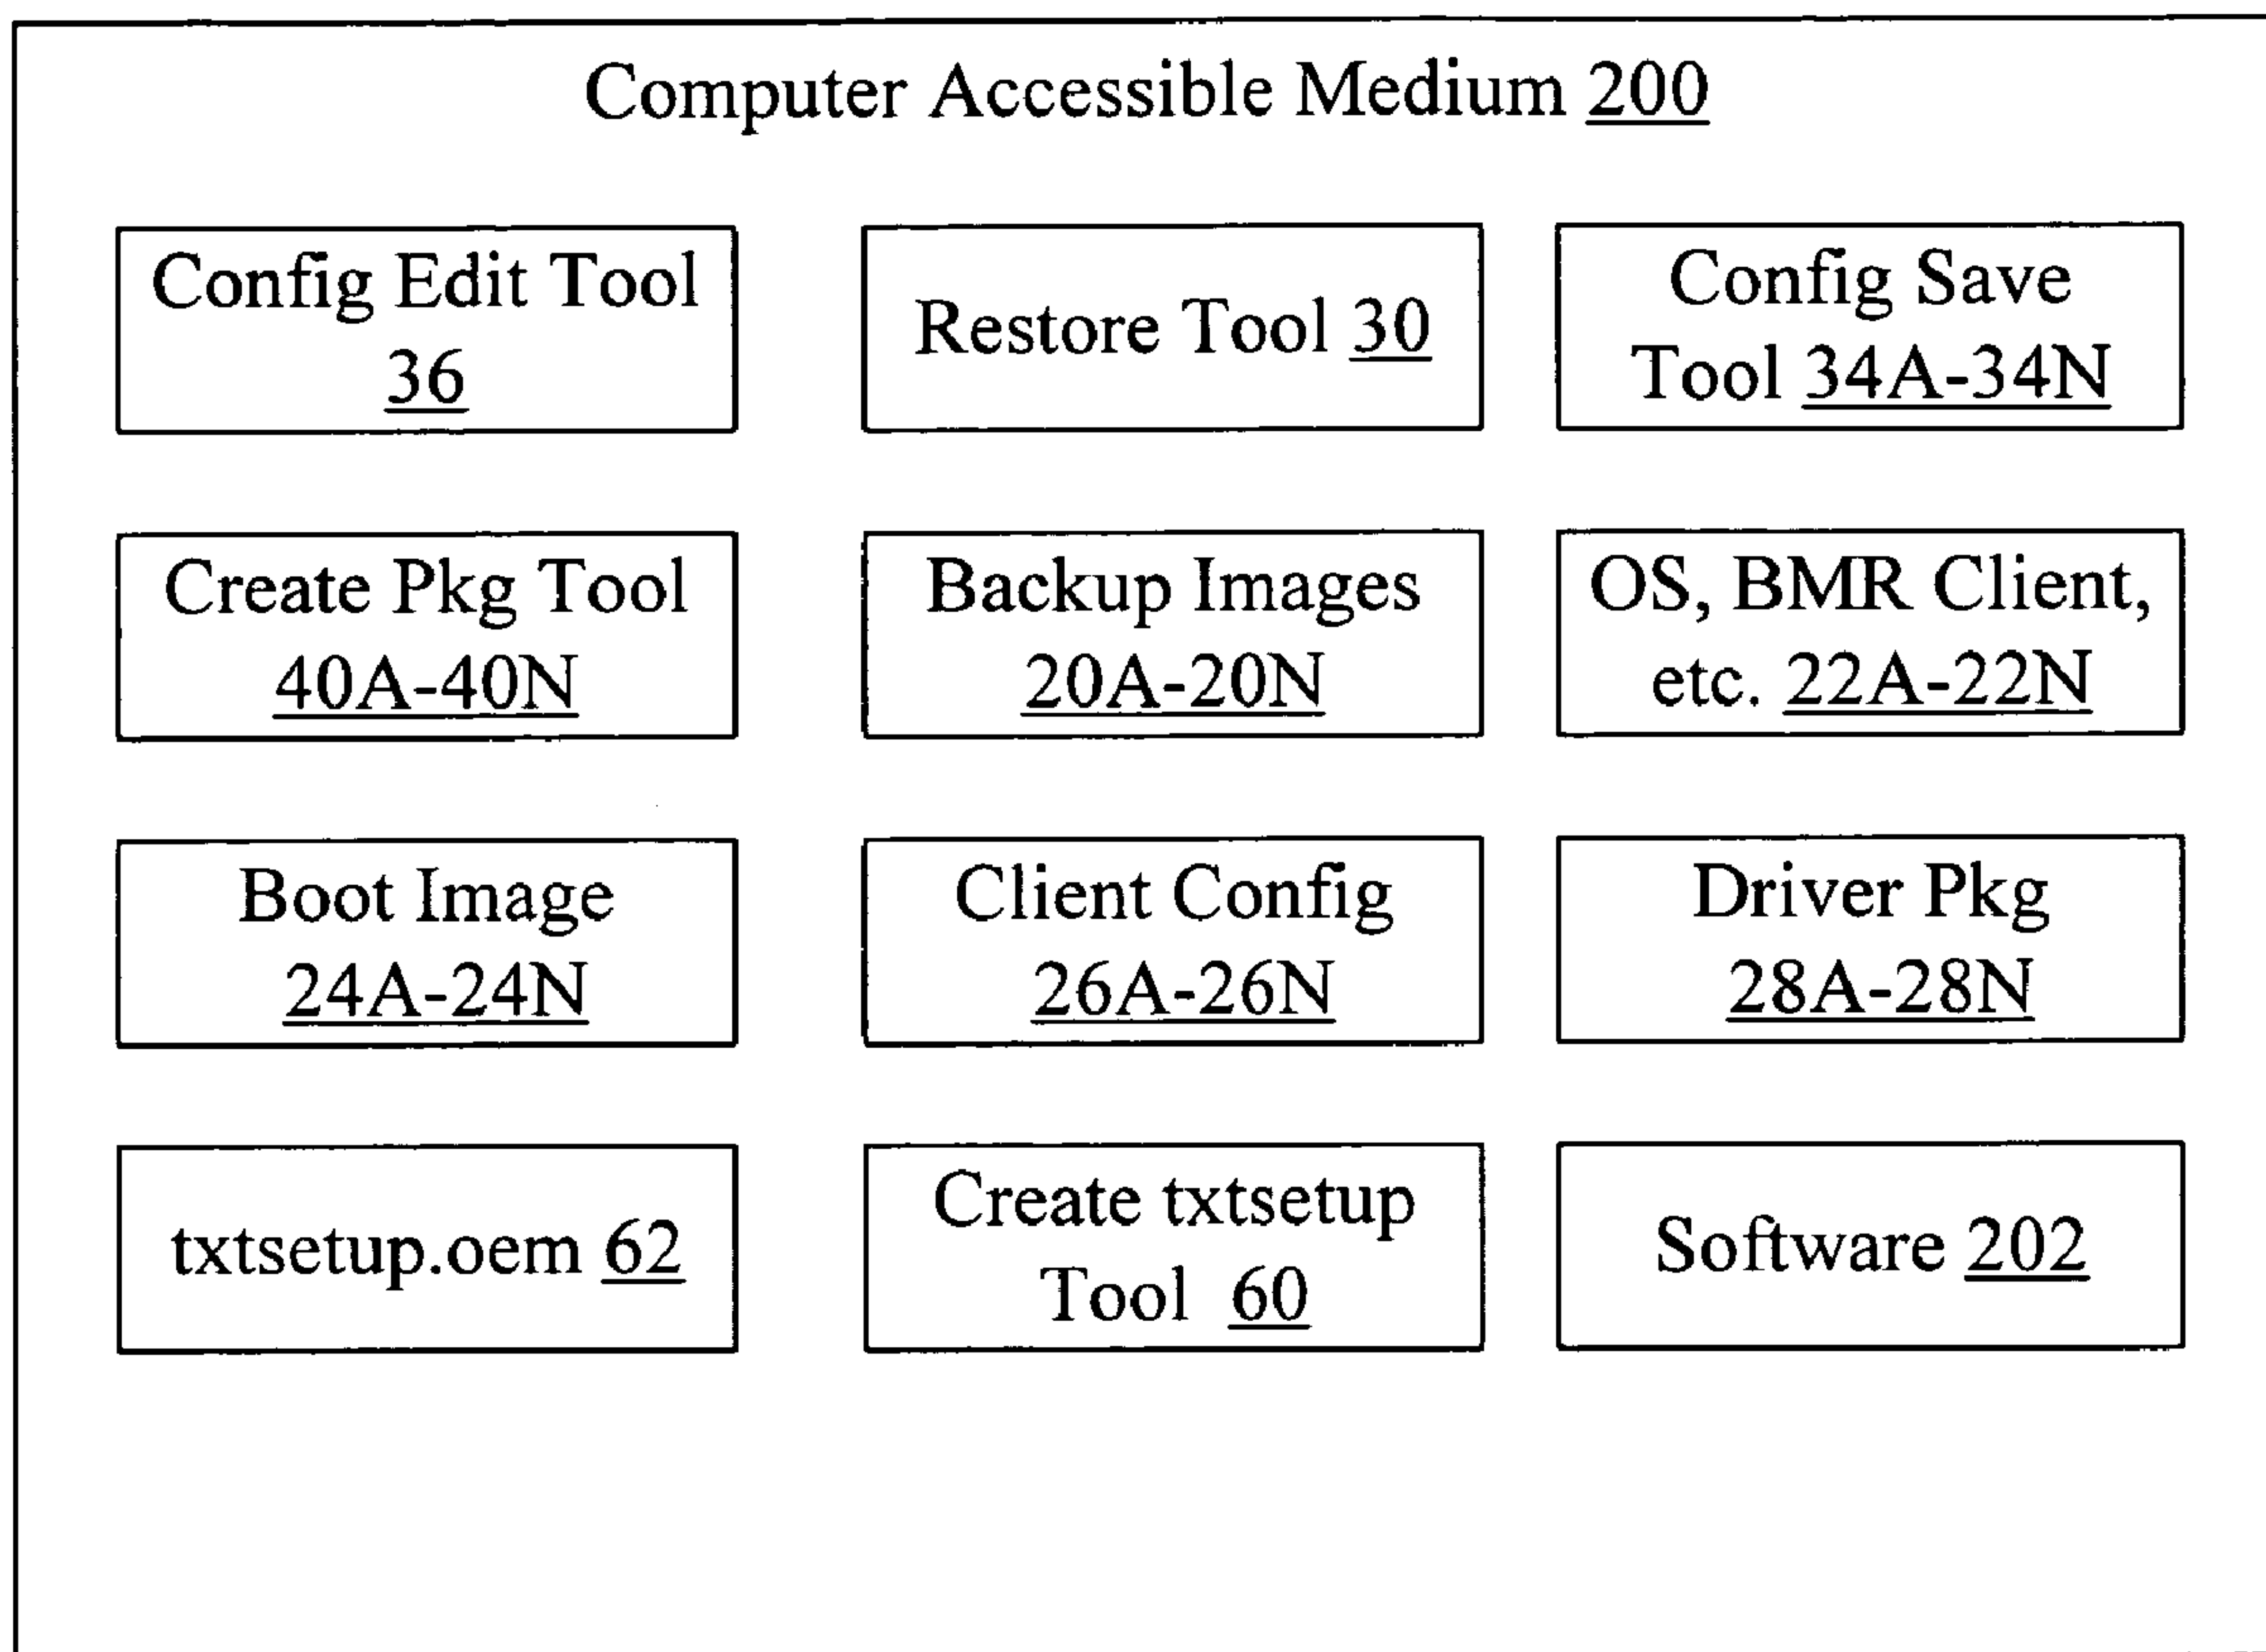 Computer Accessible Medium 200
Config Edit Tool
36
Restore Tool 30
Config Save
Tool 34A-34N
Create Pkg Tool
40A-40N
Backup Images
20A-20N
OS, BMR Client,
etc. 22A-22N
Boot Image
24A-24N
Client Config
26A-26N
Driver Pkg
28A-28N
txtsetup.oem 62
Create txtsetup
Tool 60
Software 202